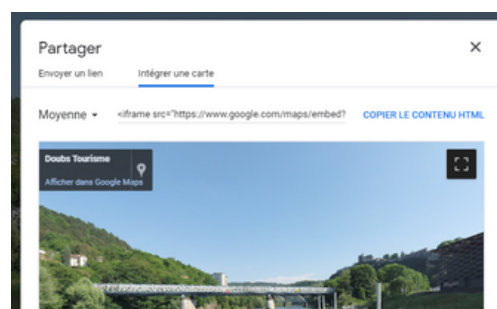 Partager
Envoyer un lien Intégrer une carte
Moyenne <iframe src="https://www.google.com/maps/embed? COPIER LE CONTENU HTML
Doubs Tourisme
Afficher dans Google Maps